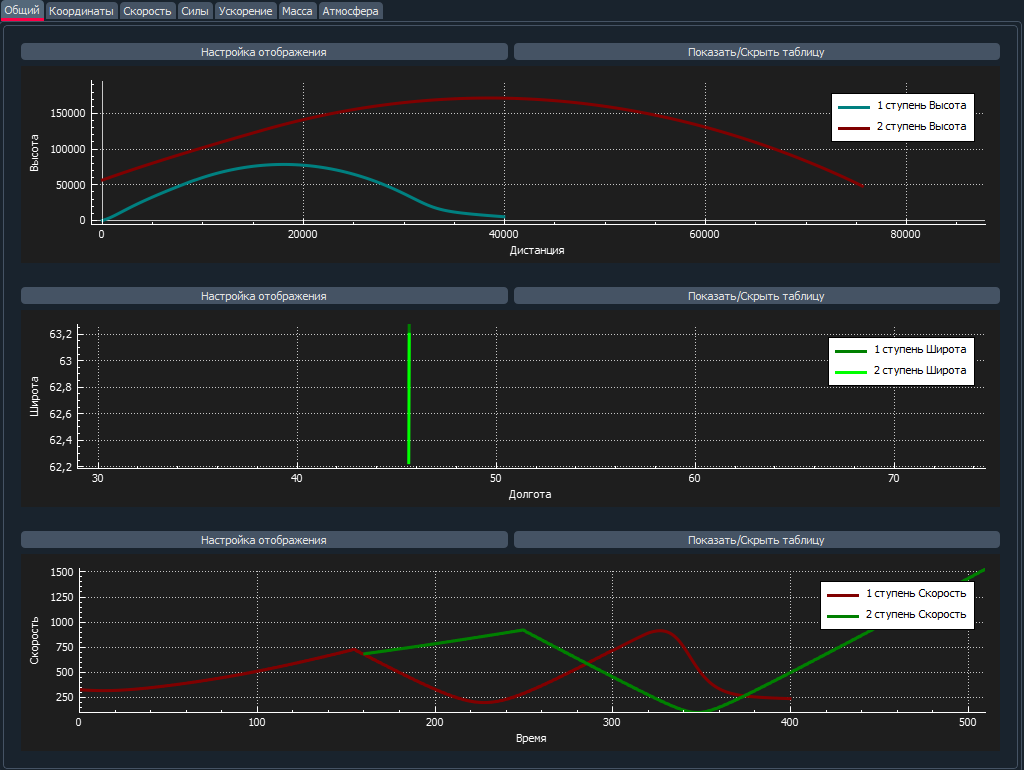 Общий Координаты Скорость Силы Ускорение Масса Атмосфера
Настройка отображения Показать/Скрыть таблицу
150000
100000
50000
0
Высота
1 ступень Высота
2 ступень Высота
0 20000 40000 60000 80000
Дистанция
Настройка отображения Показать/Скрыть таблицу
63,2
63
62,8
62,6
62,4
62,2
Широта
1 ступень Широта
2 ступень Широта
30 40 50 60 70
Долгота
Настройка отображения Показать/Скрыть таблицу
1500
1250
1000
750
500
250
Скорость
1 ступень Скорость
2 ступень Скорость
0 100 200 300 400 500
Время